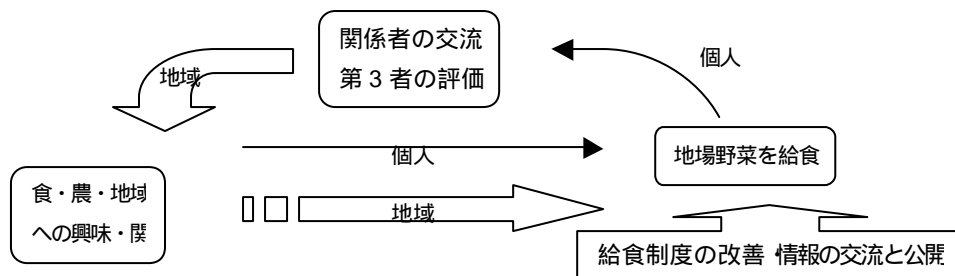 関係者の交流
第3者の評価
地域
個人
個人
地場野菜を給食
食・農・地域
への興味・関
地域
給食制度の改善 情報の交流と公開